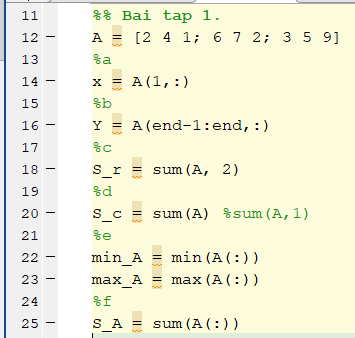 11 %% Bai tap 1.
12 – A = [2 4 1; 6 7 2; 3 5 9]
13 %a
14 – x = A(1,:)
15 %b
16 – Y = A(end-1:end,:)
17 %c
18 – S_r = sum(A, 2)
19 %d
20 – S_c = sum(A) %sum(A,1)
21 %e
22 – min_A = min(A(:))
23 – max_A = max(A(:))
24 %f
25 – S_A = sum(A(:))